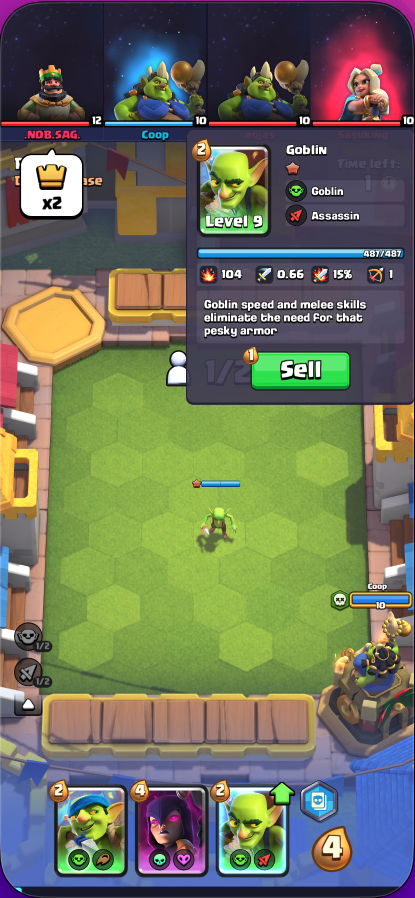 12
10
10
10
.NOB.SAG.
Coop
x2
2
Level 9
Goblin
Goblin
Assassin
Time left:
487/487
104
0.66
15%
1
Goblin speed and melee skills
eliminate the need for that
pesky armor
1/2
1
Sell
Coop
10
1/2
1/2
2
4
2
4